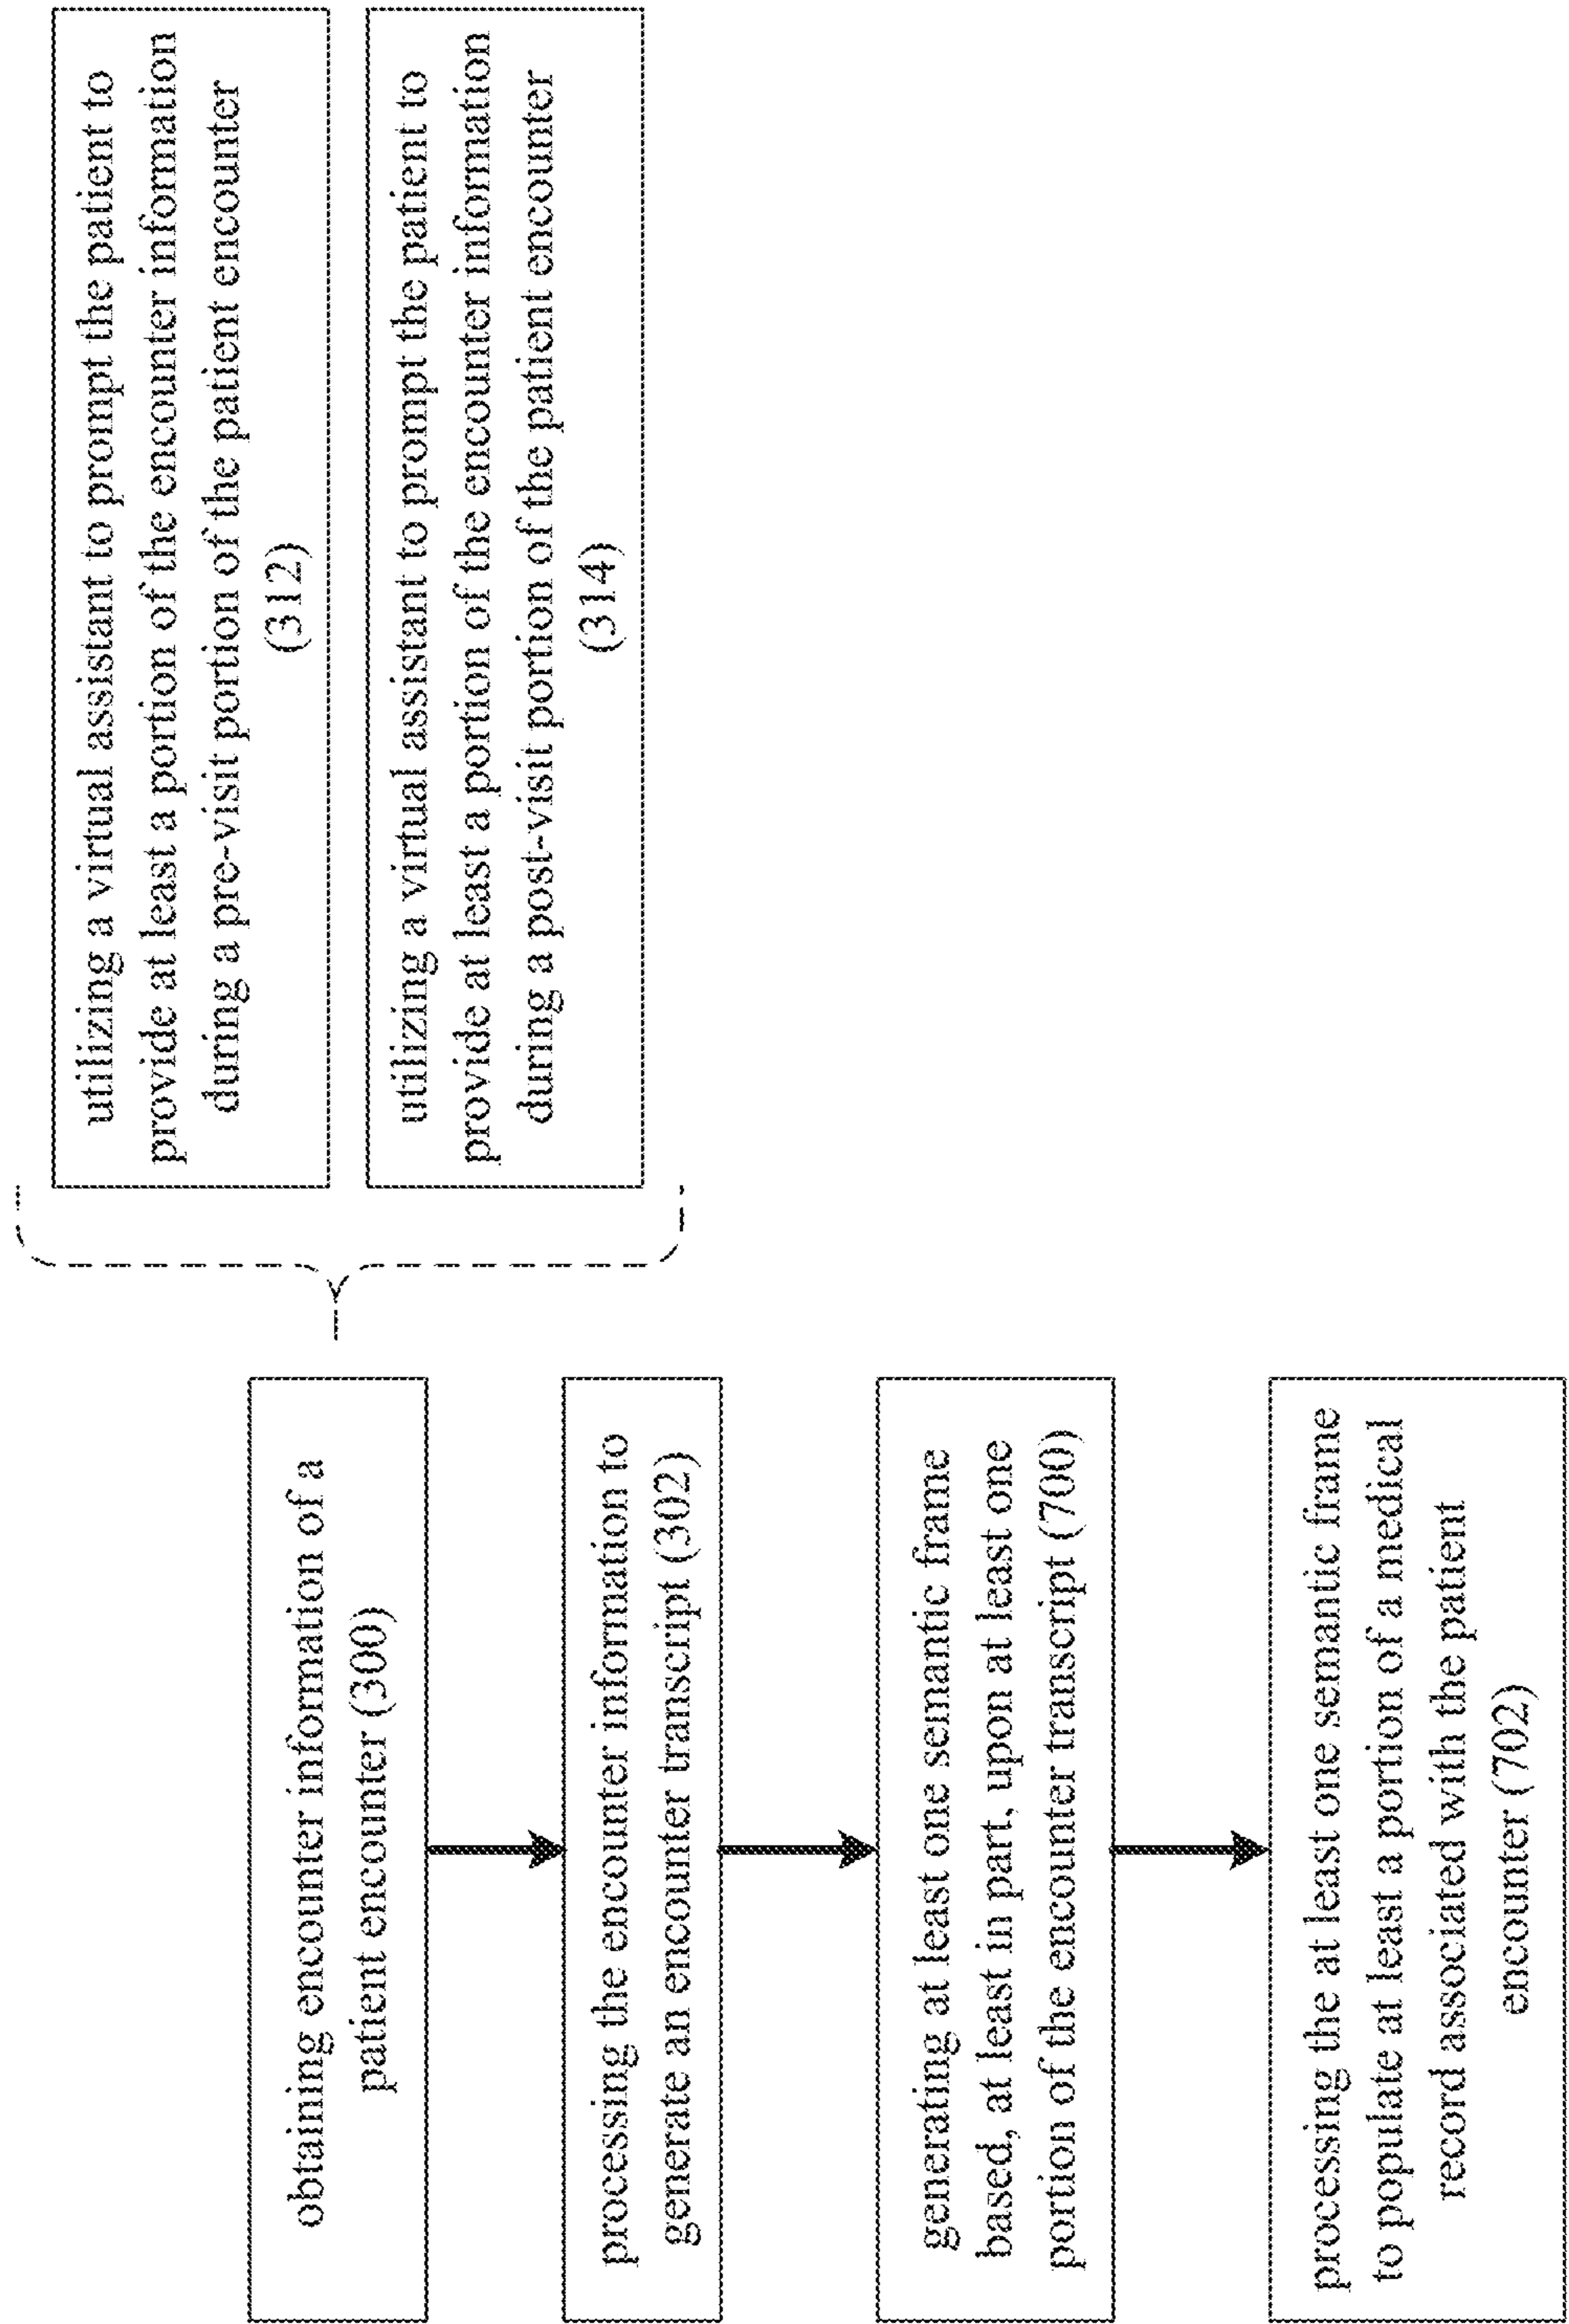 obtaining encounter information of a
patient encounter (300)
processing the encounter information to
generate an encounter transcript (302)
generating at least one semantic frame
based, at least in part, upon at least one
portion of the encounter transcript (700)
processing the at least one semantic frame
to populate at least a portion of a medical
record associated with the patient
encounter (702)
utilizing a virtual assistant to prompt the patient to
provide at least a portion of the encounter information
during a pre-visit portion of the patient encounter
(312)
utilizing a virtual assistant to prompt the patient to
provide at least a portion of the encounter information
during a post-visit portion of the patient encounter
(314)